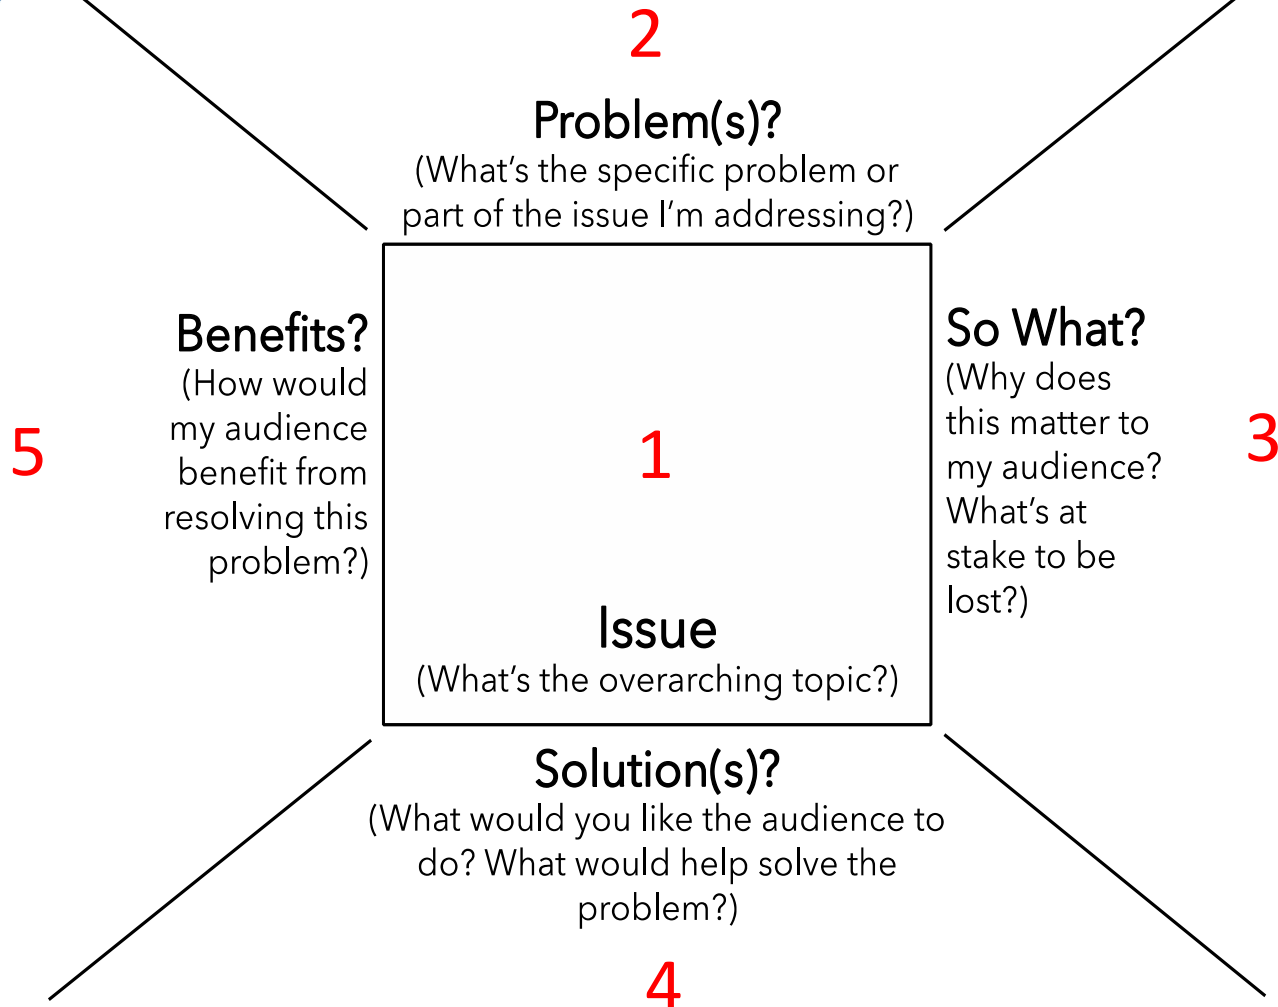 2
Problem(s)?
(What's the specific problem or
part of the issue I'm addressing?)
Benefits?
(How would
my audience
benefit from
resolving this
problem?)
5
1
Issue
(What's the overarching topic?)
So What?
(Why does
this matter to
my audience?
What's at
stake to be
lost?)
3
Solution(s)?
(What would you like the audience to
do? What would help solve the
problem?)
4